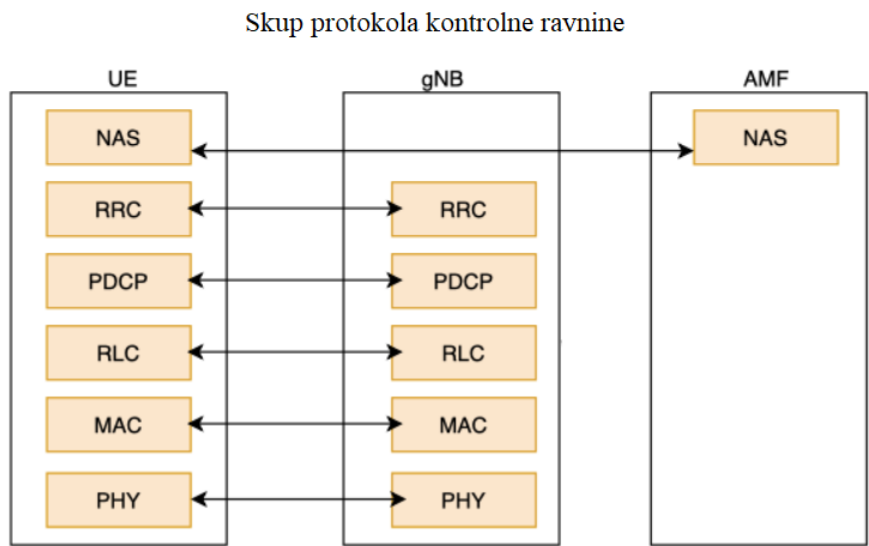 Skup protokola kontrolne ravnine
UE gNB AMF
NAS NAS
RRC RRC
PDCP PDCP
RLC RLC
MAC MAC
PHY PHY